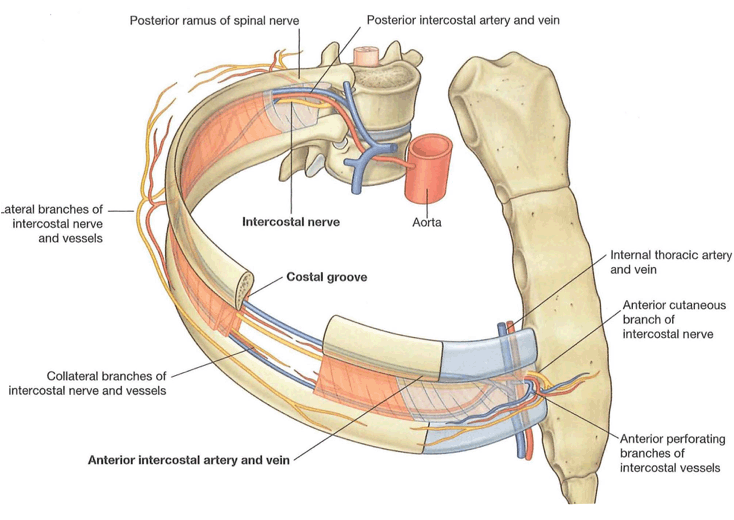 Posterior ramus of spinal nerve
Posterior intercostal artery and vein
Lateral branches of
intercostal nerve
and vessels
Intercostal nerve
Aorta
Costal groove
Internal thoracic artery
and vein
Anterior cutaneous
branch of
intercostal nerve
Collateral branches of
intercostal nerve and vessels
Anterior perforating
branches of
intercostal vessels
Anterior intercostal artery and vein